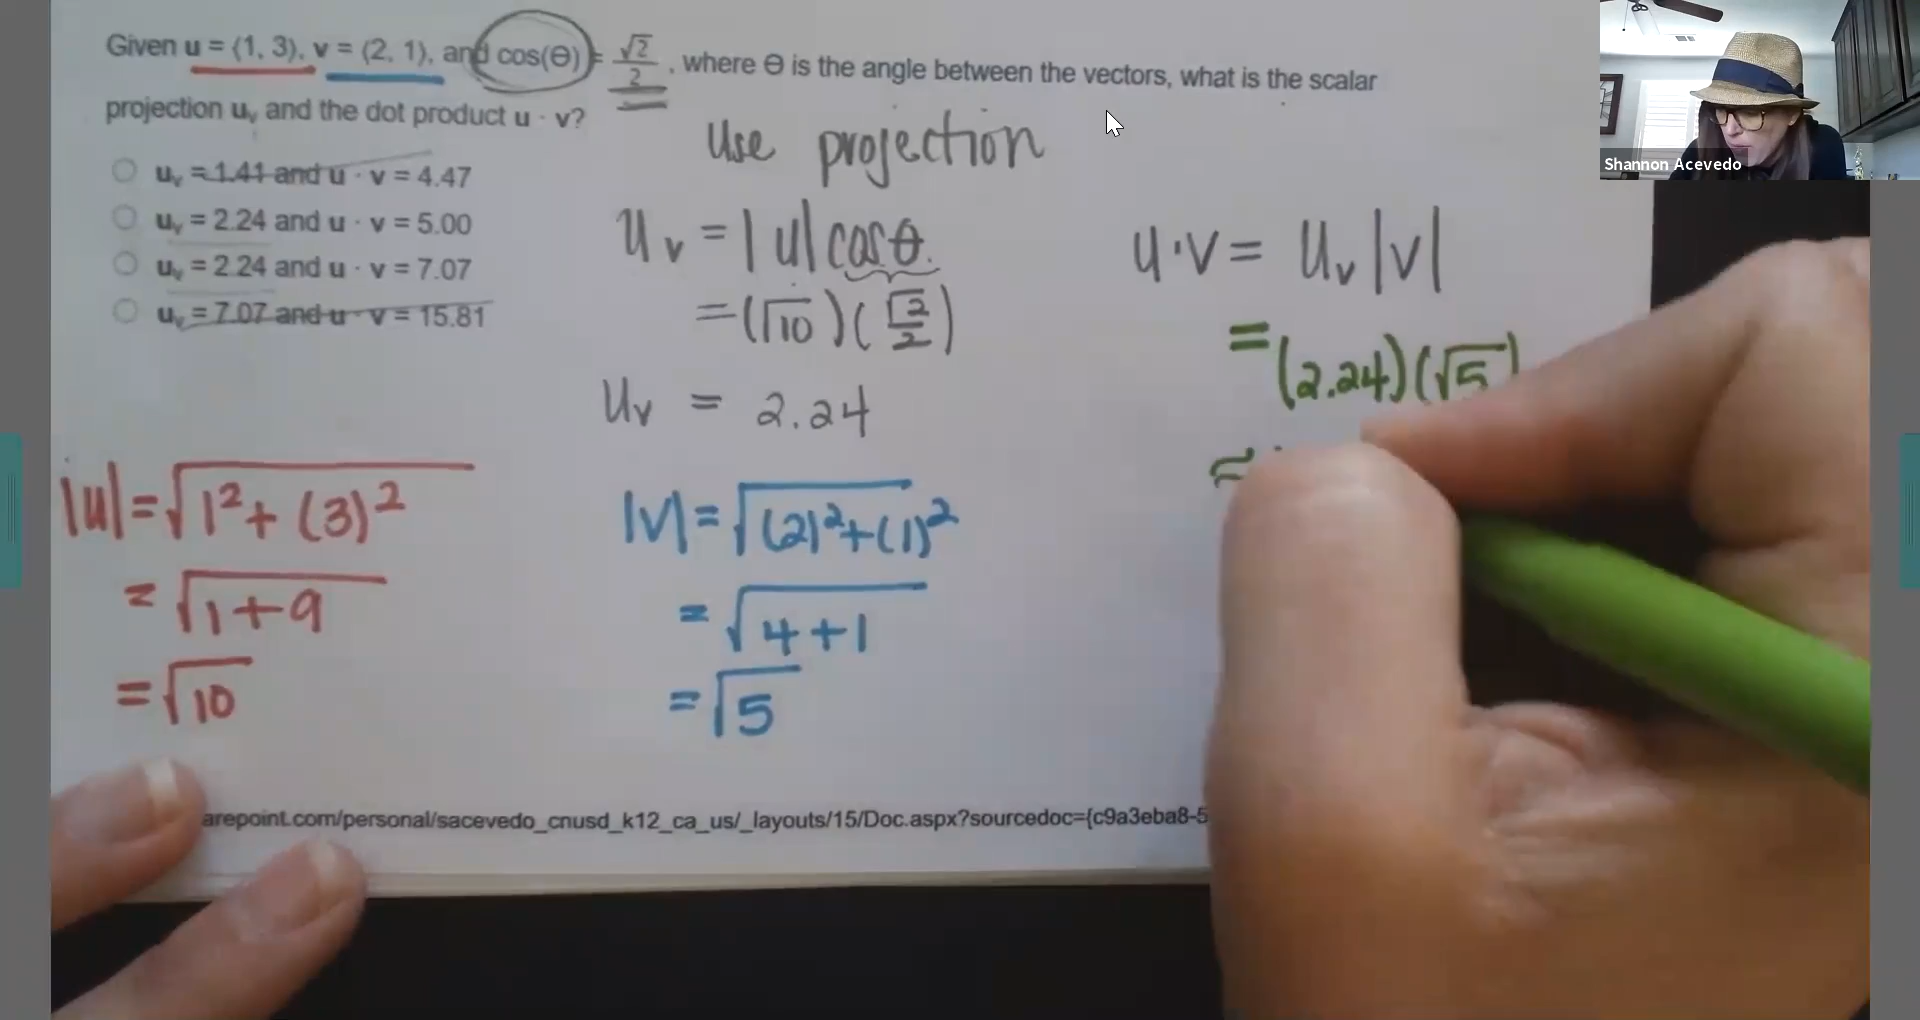 Given u = ⟨1, 3⟩, v = ⟨2, 1⟩, and cos(Θ) = √2/2, where Θ is the angle between the vectors, what is the scalar
projection uᵥ and the dot product u · v?
uᵥ = 1.41 and u · v = 4.47
uᵥ = 2.24 and u · v = 5.00
uᵥ = 2.24 and u · v = 7.07
uᵥ = 7.07 and u · v = 15.81
Use projection
uᵥ = |u| cosθ.
= (√10)(√2/2)
uᵥ = 2.24
u·v = uᵥ|v|
= (2.24)(√5)
≈
|u| = √1² + (3)²
= √1+9
= √10
|v| = √(2)² + (1)²
= √4+1
= √5
arepoint.com/personal/sacevedo_cnusd_k12_ca_us/_layouts/15/Doc.aspx?sourcedoc={c9a3eba8-5
Shannon Acevedo